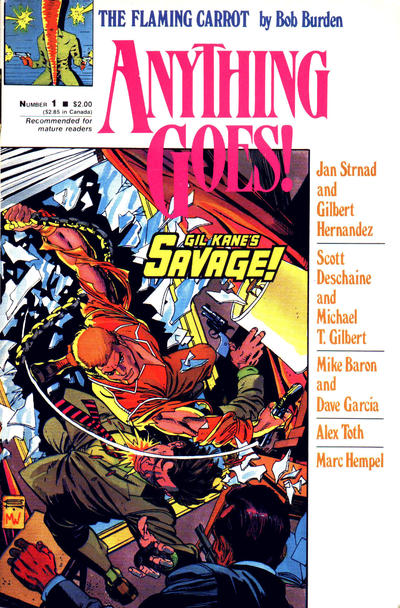 THE FLAMING CARROT by Bob Burden
ANYTHING
GOES!
NUMBER 1 ■ $2.00
($2.85 in Canada)
Recommended for
mature readers
GIL KANE'S
SAVAGE!
Jan Strnad
and
Gilbert
Hernandez
Scott
Deschaine
and
Michael
T. Gilbert
Mike Baron
and
Dave Garcia
Alex Toth
Marc Hempel
MW